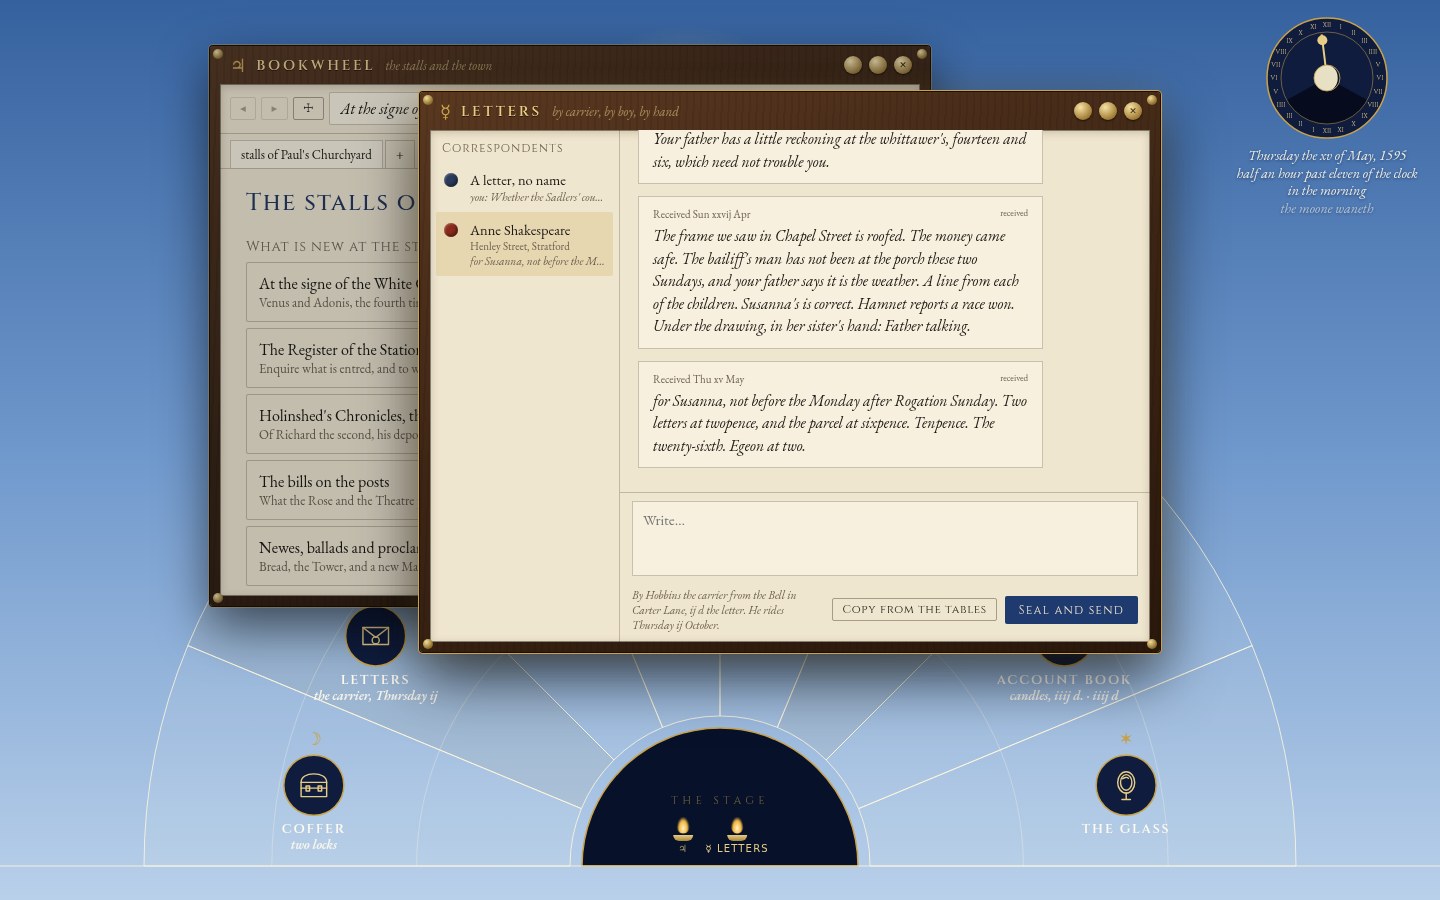 BOOKWHEEL the stalls and the town
At the signe o
stalls of Paul's Churchyard +
THE STALLS O
WHAT IS NEW AT THE ST
At the signe of the White
Venus and Adonis, the fourth ti
The Register of the Station
Enquire what is entred, and to w
Holinshed's Chronicles, th
Of Richard the second, his depo
The bills on the posts
What the Rose and the Theatre
Newes, ballads and procla
Bread, the Tower, and a new Ma
LETTERS by carrier, by boy, by hand
CORRESPONDENTS
A letter, no name
you: Whether the Sadlers' cou...
Anne Shakespeare
Henley Street, Stratford
for Susanna, not before the M...
Your father has a little reckoning at the whittawer's, fourteen and
six, which need not trouble you.
Received Sun xxvij Apr received
The frame we saw in Chapel Street is roofed. The money came
safe. The bailiff's man has not been at the porch these two
Sundays, and your father says it is the weather. A line from each
of the children. Susanna's is correct. Hamnet reports a race won.
Under the drawing, in her sister's hand: Father talking.
Received Thu xv May received
for Susanna, not before the Monday after Rogation Sunday. Two
letters at twopence, and the parcel at sixpence. Tenpence. The
twenty-sixth. Egeon at two.
Write...
By Hobbins the carrier from the Bell in
Carter Lane, ij d the letter. He rides
Thursday ij October.
COPY FROM THE TABLES
SEAL AND SEND
Thursday the xv of May, 1595
half an hour past eleven of the clock
in the morning
the moone waneth
LETTERS
the carrier, Thursday ij
ACCOUNT BOOK
candles, iiij d. · iiij d
COFFER
two locks
THE GLASS
THE STAGE
LETTERS